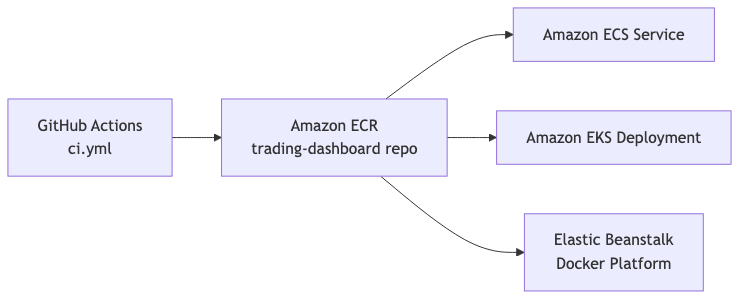 GitHub Actions
ci.yml
Amazon ECR
trading-dashboard repo
Amazon ECS Service
Amazon EKS Deployment
Elastic Beanstalk
Docker Platform